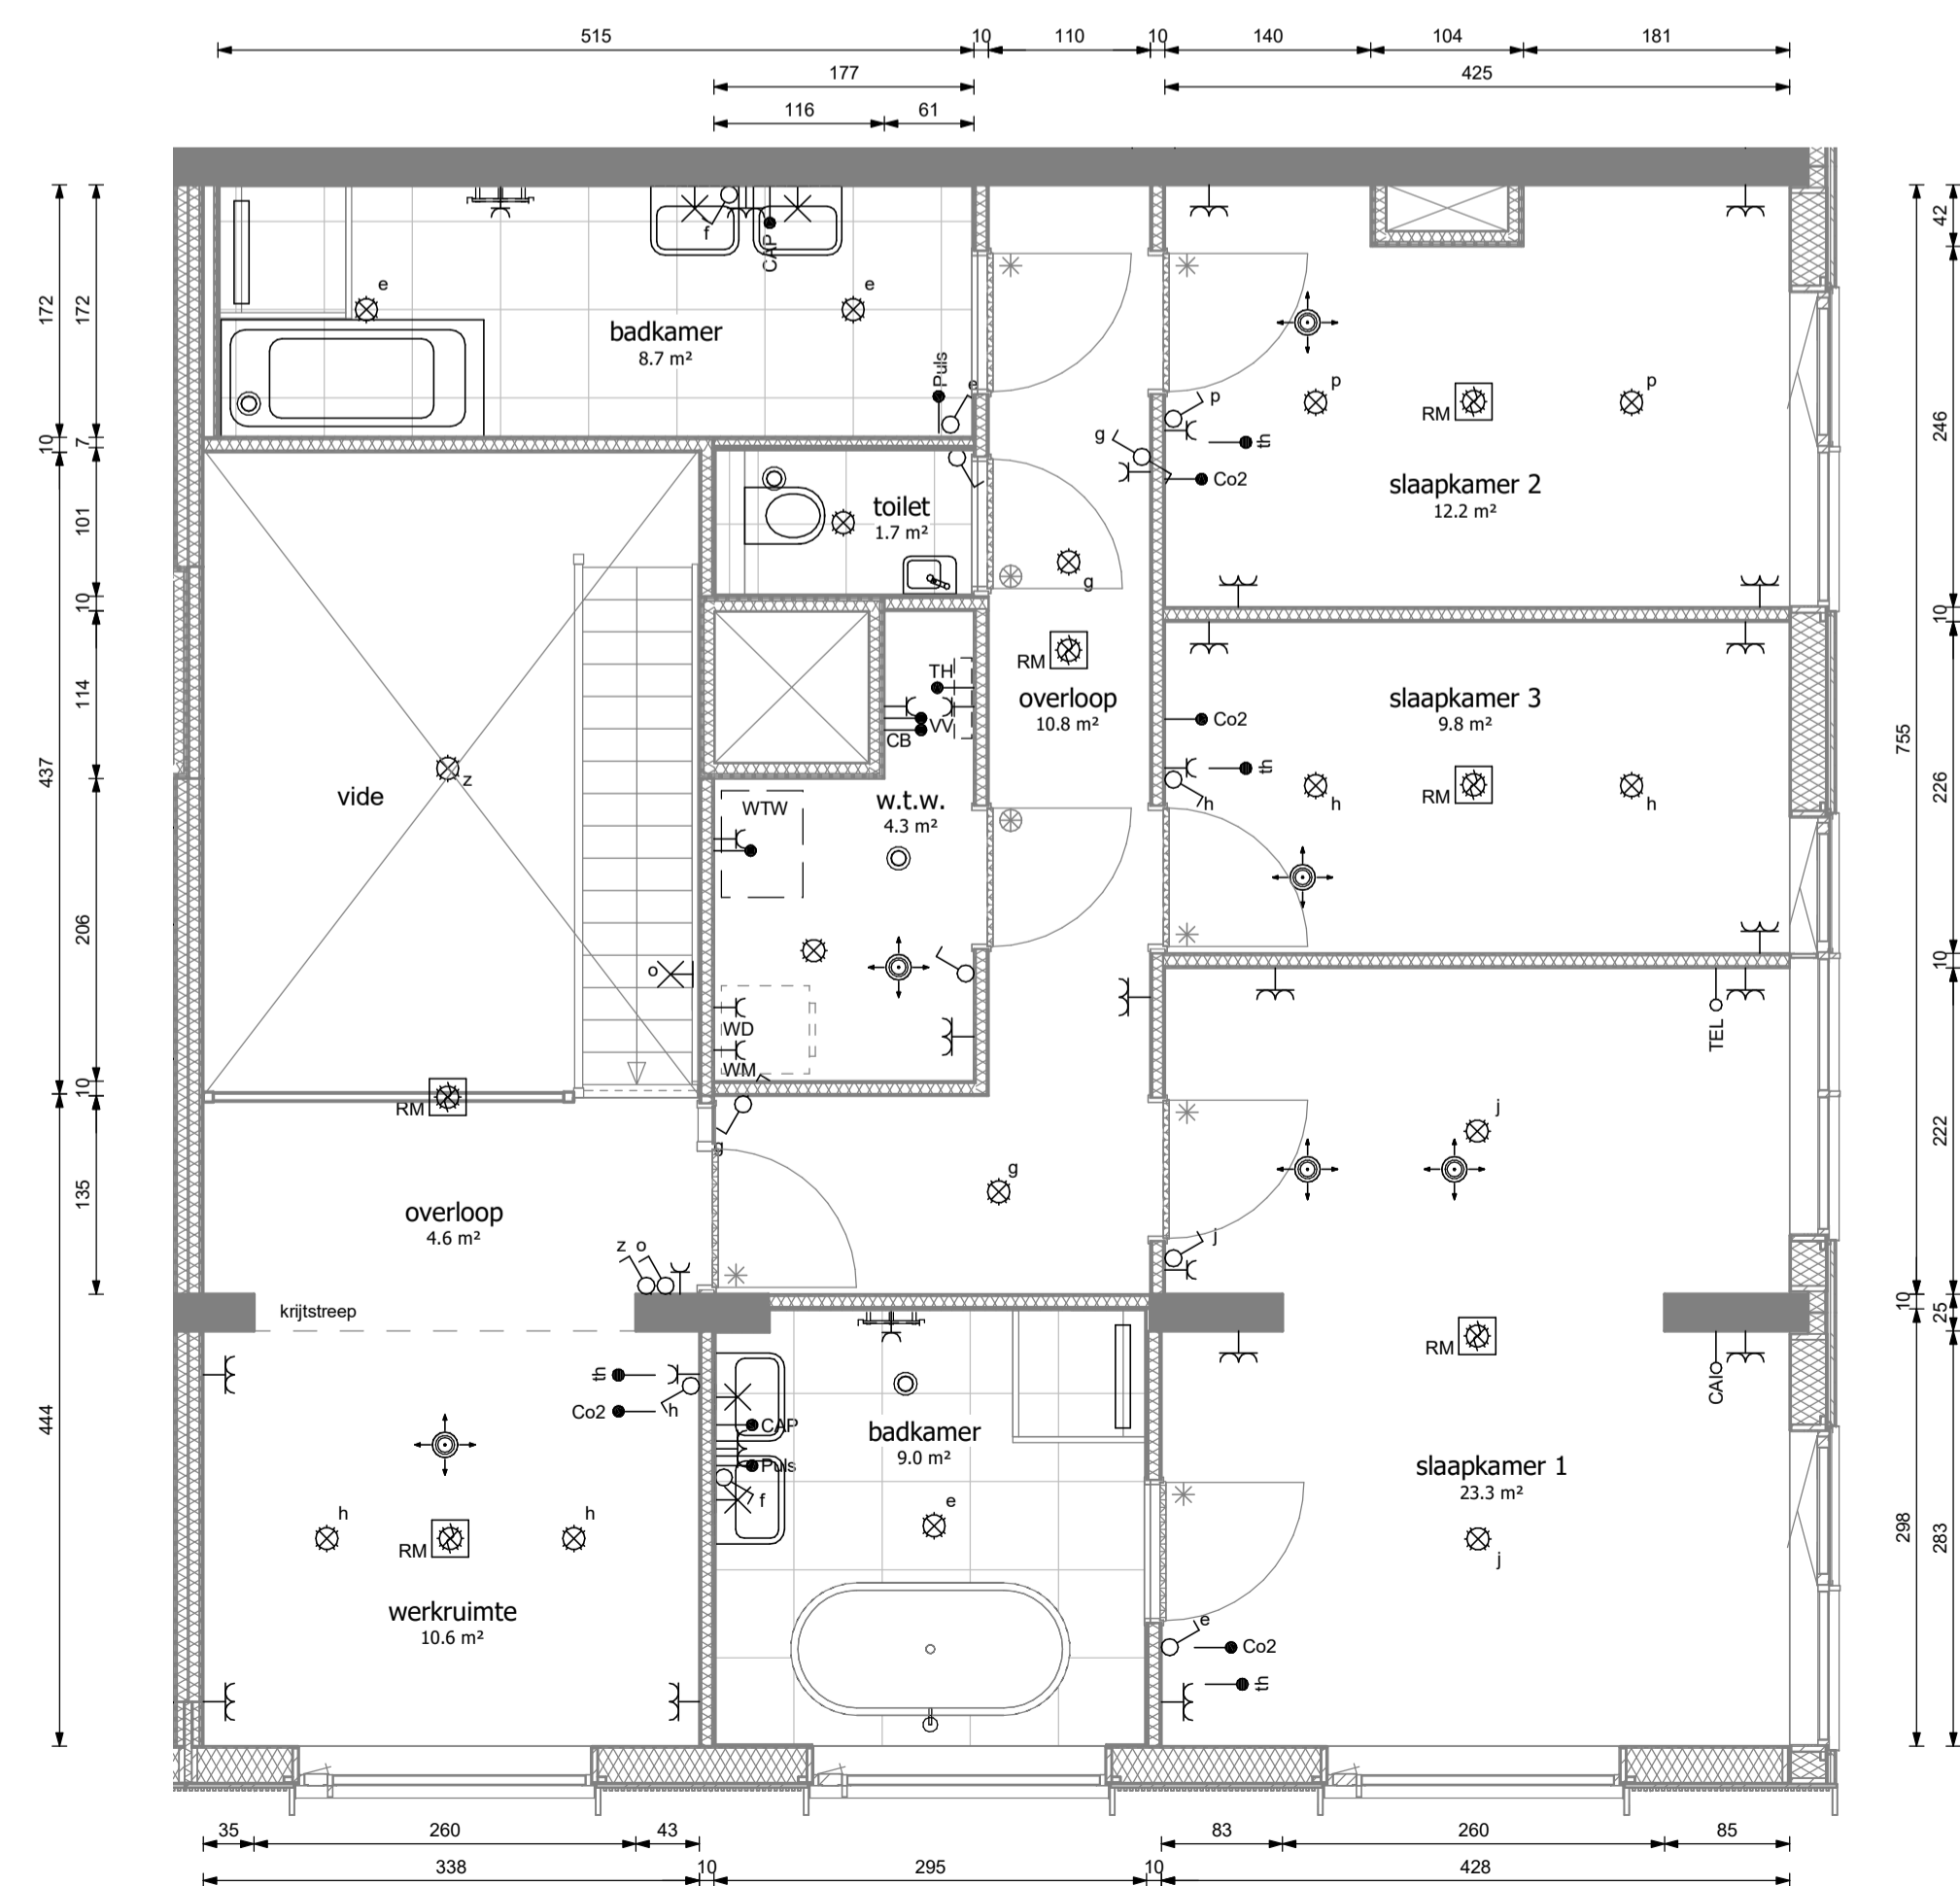 515 10 110 10 140 104 181
177 425
116 61
172 172 10 7 437 101 10 114 206 10 135 444
42 246 10 755 226 10 222 10 25 298 283
f
CAP
e e
badkamer
8.7 m²
Puls
e
p p
RM
p
th
g
Co2
slaapkamer 2
12.2 m²
toilet
1.7 m²
g
RM
TH
VV
CB
overloop
10.8 m²
slaapkamer 3
9.8 m²
Co2
th
h
h
RM
h
vide
z
WTW
w.t.w.
4.3 m²
o
WD
WM
TEL
RM
g
g
j
j
overloop
4.6 m²
z o
krijtstreep
RM
CAI
th
Co2
h
CAP
Puls
f
badkamer
9.0 m²
e
slaapkamer 1
23.3 m²
j
h h
RM
werkruimte
10.6 m²
e
Co2
th
35 260 43 83 260 85
338 10 295 10 428